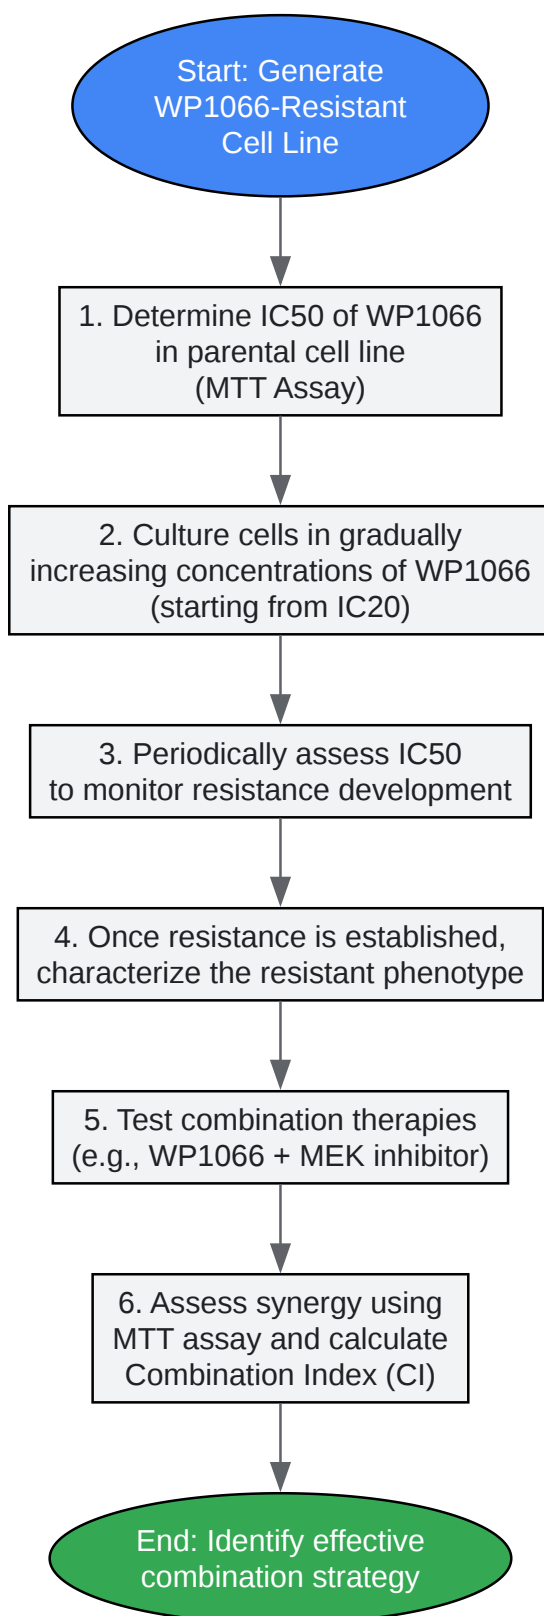 Start: Generate
WP1066-Resistant
Cell Line
1. Determine IC50 of WP1066
in parental cell line
(MTT Assay)
2. Culture cells in gradually
increasing concentrations of WP1066
(starting from IC20)
3. Periodically assess IC50
to monitor resistance development
4. Once resistance is established,
characterize the resistant phenotype
5. Test combination therapies
(e.g., WP1066 + MEK inhibitor)
6. Assess synergy using
MTT assay and calculate
Combination Index (CI)
End: Identify effective
combination strategy